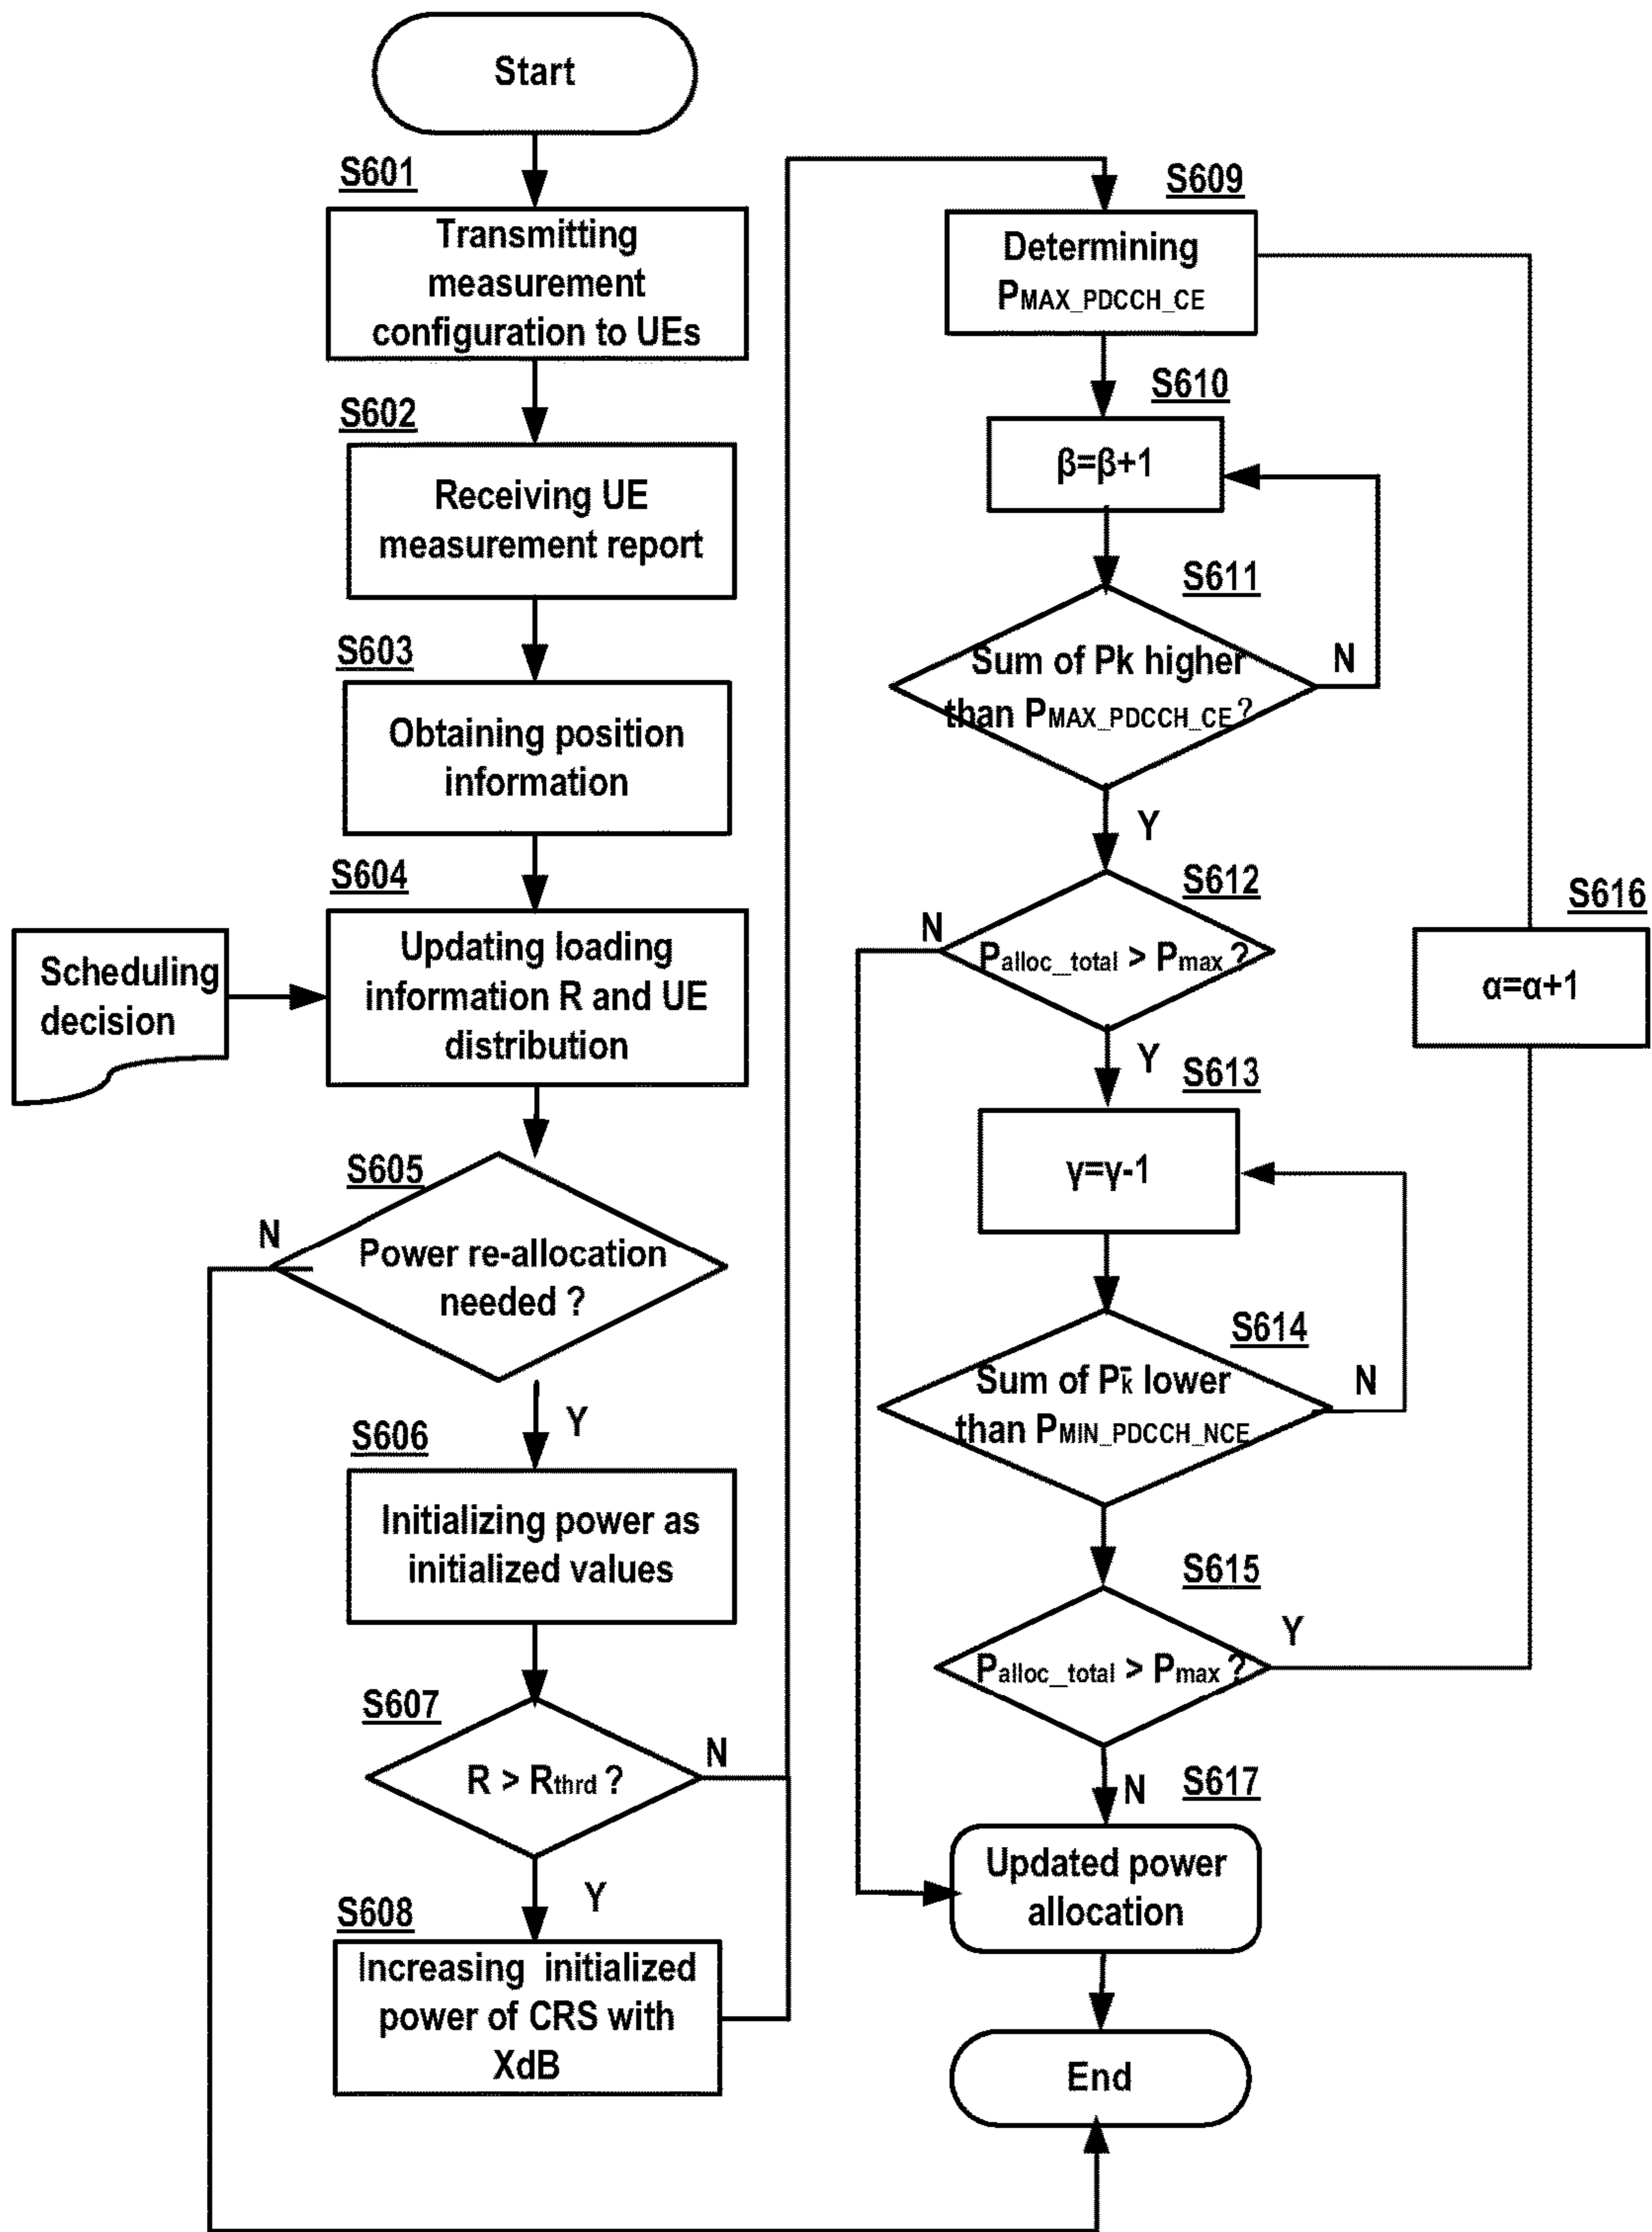 Start
S601
Transmitting
measurement
configuration to UEs
S602
Receiving UE
measurement report
S603
Obtaining position
information
S604
Scheduling
decision
Updating loading
information R and UE
distribution
S605
N
Power re-allocation
needed ?
Y
S606
Initializing power as
initialized values
S607
N
R > Rthrd ?
Y
S608
Increasing initialized
power of CRS with
XdB
S609
Determining
PMAX_PDCCH_CE
S610
β=β+1
S611
Sum of Pk higher
than PMAX_PDCCH_CE ?
N
Y
S612
N
Palloc_total > Pmax ?
Y
S613
γ=γ-1
S614
Sum of Pk̄ lower
than PMIN_PDCCH_NCE
N
S615
Y
Palloc_total > Pmax ?
S616
α=α+1
N
S617
Updated power
allocation
End